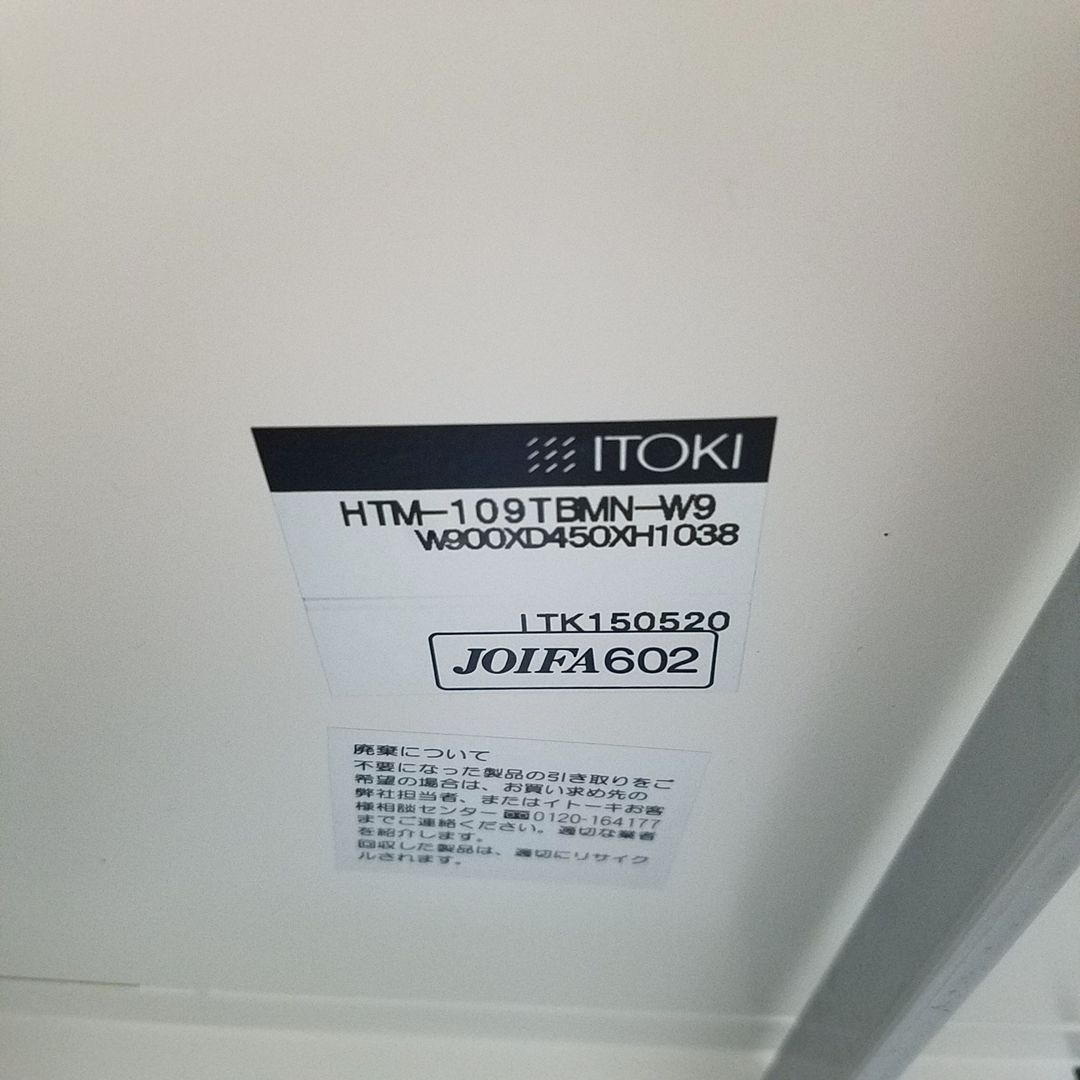 ITOKI
HTM-109TBMN-W9
W900XD450XH1038
ITK150520
JOIFA602
廃棄について
不要になった製品の引き取りをご
希望の場合は、お買い求め先の
弊社担当者、またはイトーキお客
様相談センター 0120-164177
までご連絡ください。適切な業者
を紹介します。
回収した製品は、適切にリサイク
ルされます。